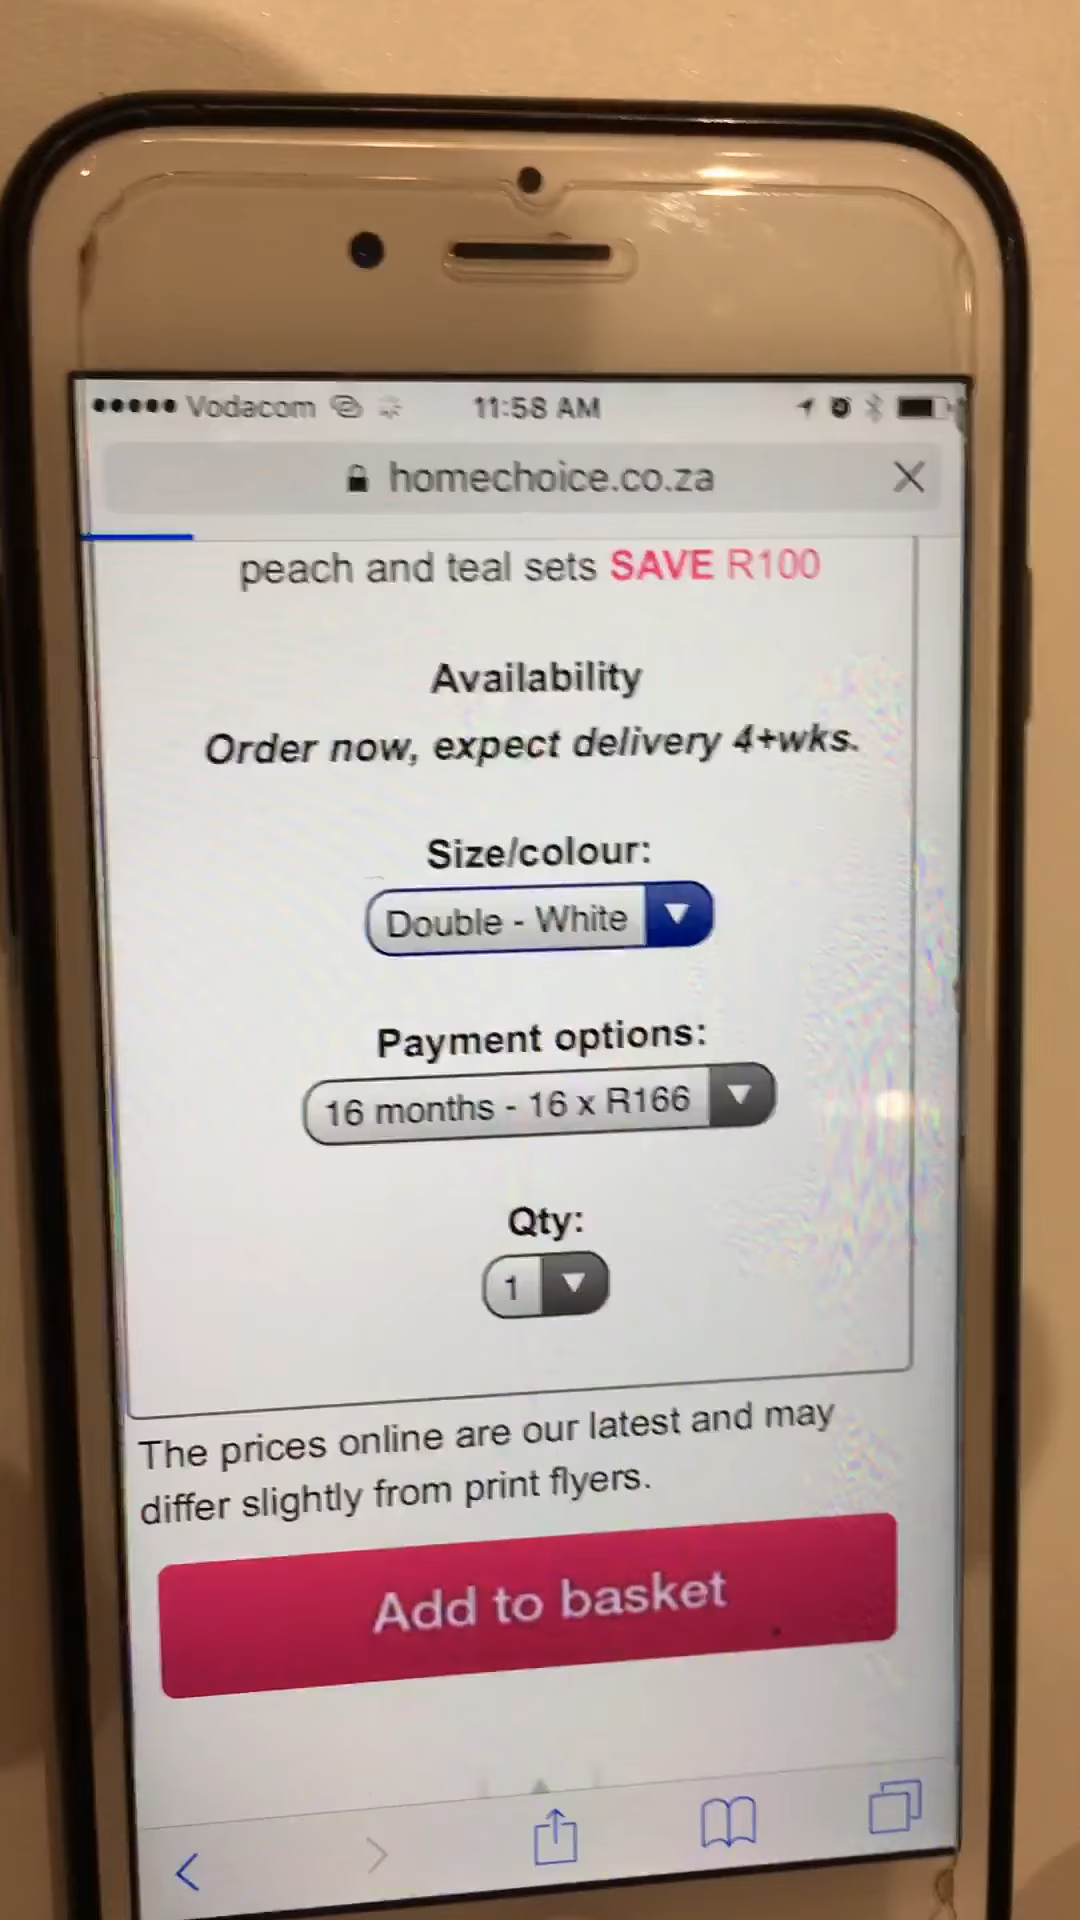 Vodacom 11:58 AM
homechoice.co.za
peach and teal sets SAVE R100
Availability
Order now, expect delivery 4+wks.
Size/colour:
Double - White
Payment options:
16 months - 16 x R166
Qty:
1
The prices online are our latest and may
differ slightly from print flyers.
Add to basket